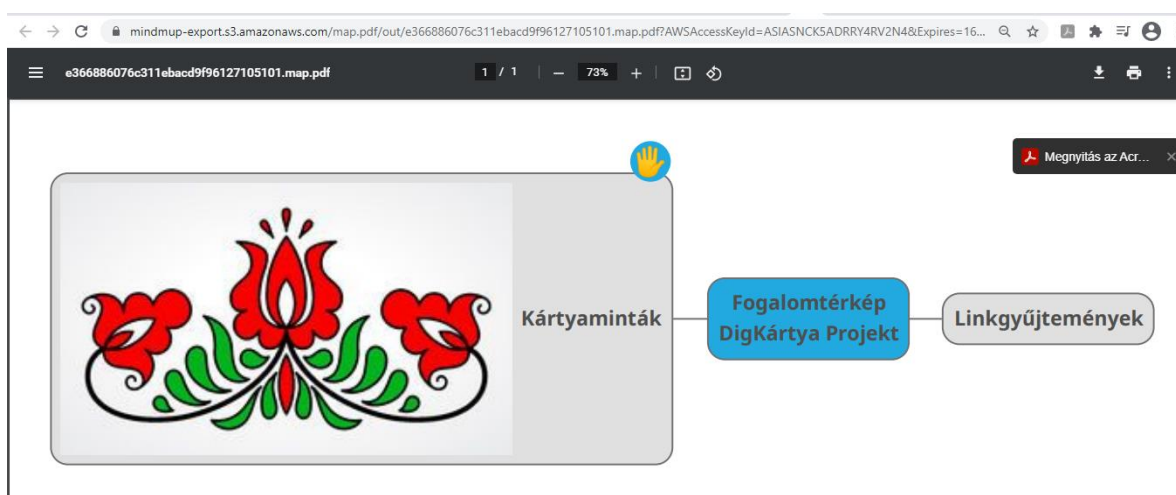 mindmup-export.s3.amazonaws.com/map.pdf/out/e366886076c311ebacd9f96127105101.map.pdf?AWSAccessKeyId=ASIASNCK5ADRRY4RV2N4&Expires=16...
e366886076c311ebacd9f96127105101.map.pdf 1 / 1 73%
Megnyitás az Acr...
Kártyaminták
Fogalomtérkép
DigKártya Projekt
Linkgyűjtemények